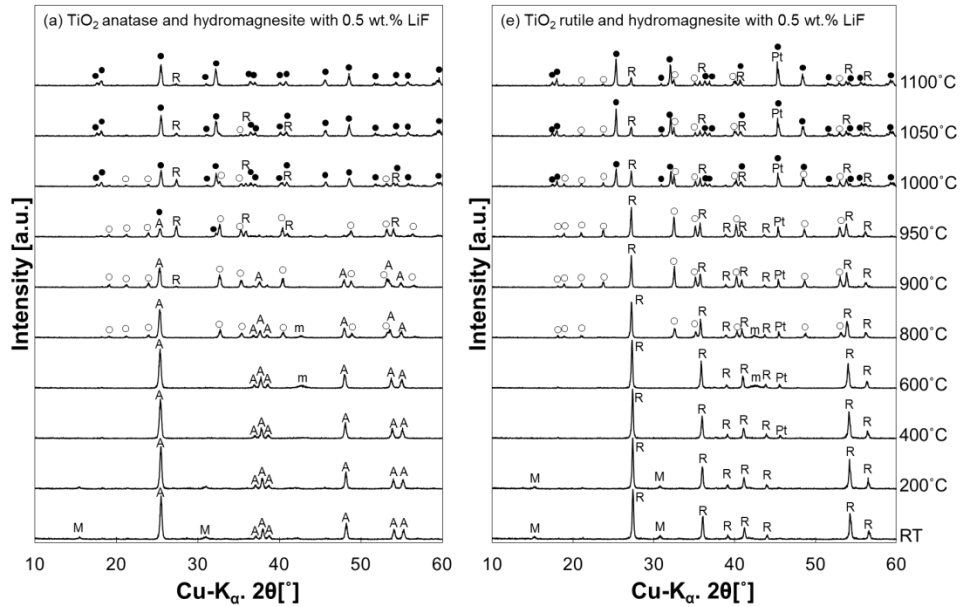 (a) TiO2 anatase and hydromagnesite with 0.5 wt.% LiF
R
R R R
R R R R
A R R R R
A R A A A A
A A A A m A A A
A A A A m A A A
A A A A A A A
A A A A A A A
M A M A A A A A A
Intensity [a.u.]
10 20 30 40 50 60
Cu-Kα. 2θ[˚]
(e) TiO2 rutile and hydromagnesite with 0.5 wt.% LiF
R R R Pt R R 1100˚C
R R R Pt R R 1050˚C
R R R Pt R R 1000˚C
R R R R R Pt R R 950˚C
R R R R R Pt R R 900˚C
R R R R m R Pt R R 800˚C
R R R R m R Pt R R 600˚C
R R R R R Pt R R 400˚C
M R M R R R R R R 200˚C
M R M R R R R R R RT
Intensity [a.u.]
10 20 30 40 50 60
Cu-Kα. 2θ[˚]